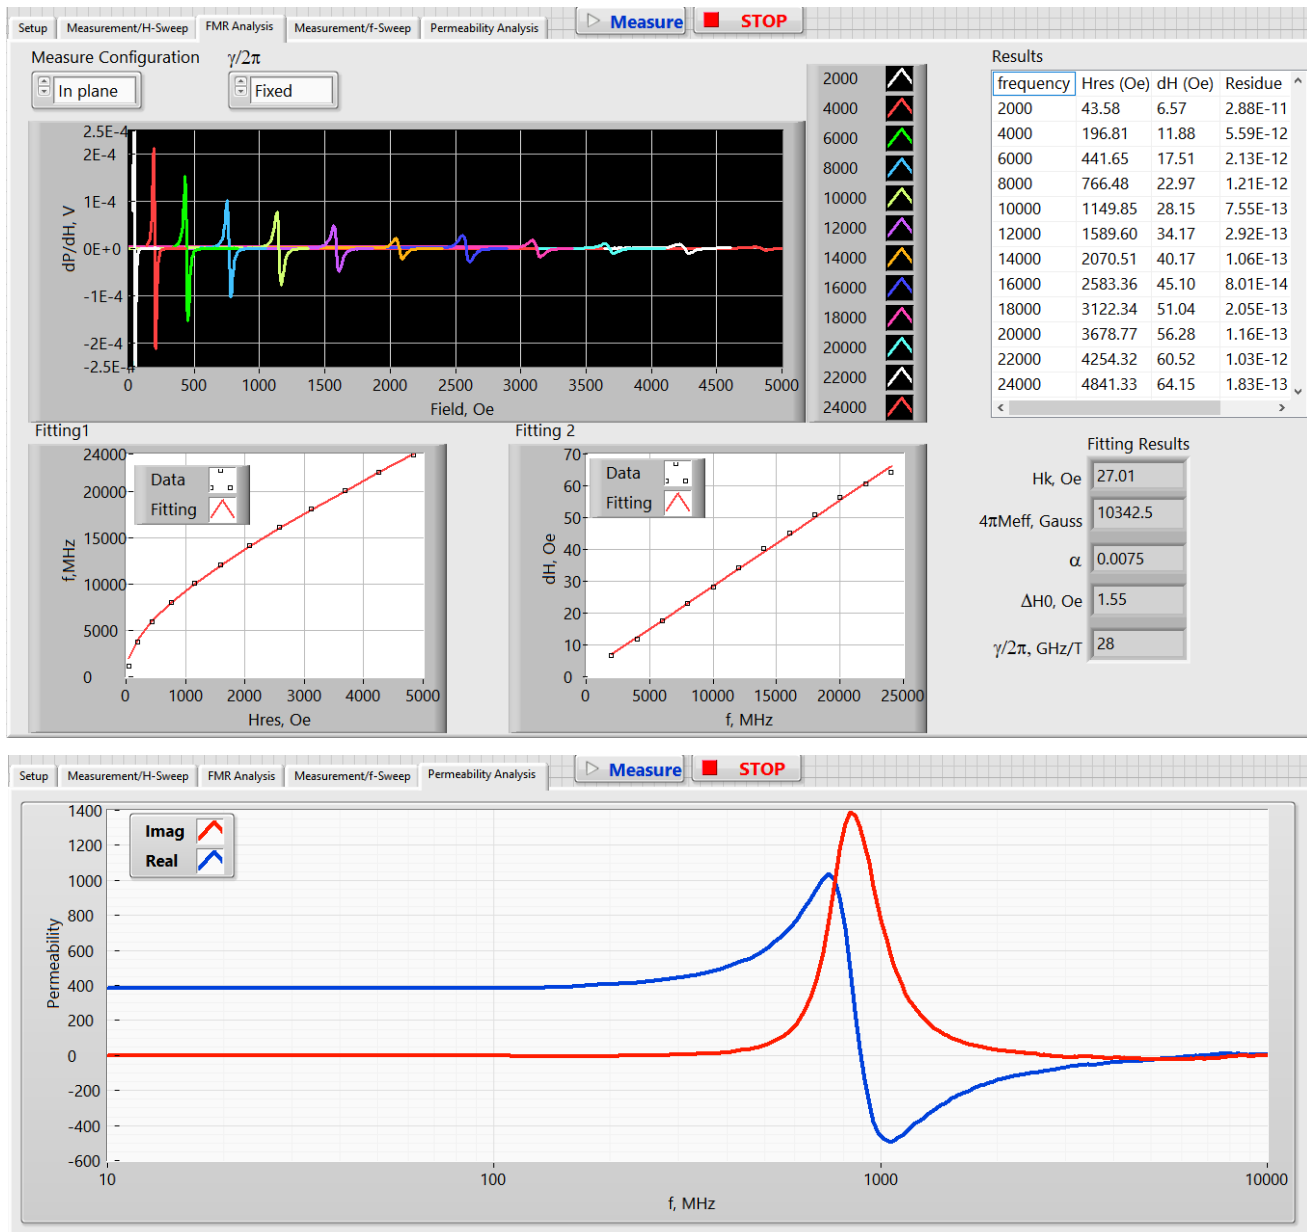 Setup Measurement/H-Sweep FMR Analysis Measurement/f-Sweep Permeability Analysis Measure STOP
Measure Configuration γ/2π
In plane Fixed
2.5E-4
2E-4
1E-4
0E+0
-1E-4
-2E-4
-2.5E-4
dP/dH, V
0 500 1000 1500 2000 2500 3000 3500 4000 4500 5000
Field, Oe
2000
4000
6000
8000
10000
12000
14000
16000
18000
20000
22000
24000
Results
frequency Hres (Oe) dH (Oe) Residue
2000 43.58 6.57 2.88E-11
4000 196.81 11.88 5.59E-12
6000 441.65 17.51 2.13E-12
8000 766.48 22.97 1.21E-12
10000 1149.85 28.15 7.55E-13
12000 1589.60 34.17 2.92E-13
14000 2070.51 40.17 1.06E-13
16000 2583.36 45.10 8.01E-14
18000 3122.34 51.04 2.05E-13
20000 3678.77 56.28 1.16E-13
22000 4254.32 60.52 1.03E-12
24000 4841.33 64.15 1.83E-13
Fitting1
24000
20000
15000
10000
5000
0
f,MHz
Data
Fitting
0 1000 2000 3000 4000 5000
Hres, Oe
Fitting 2
70
60
50
40
30
20
10
0
dH, Oe
Data
Fitting
0 5000 10000 15000 20000 25000
f, MHz
Fitting Results
Hk, Oe 27.01
4πMeff, Gauss 10342.5
α 0.0075
ΔH0, Oe 1.55
γ/2π, GHz/T 28
Setup Measurement/H-Sweep FMR Analysis Measurement/f-Sweep Permeability Analysis Measure STOP
1400
1200
1000
800
600
400
200
0
-200
-400
-600
Permeability
Imag
Real
10 100 1000 10000
f, MHz